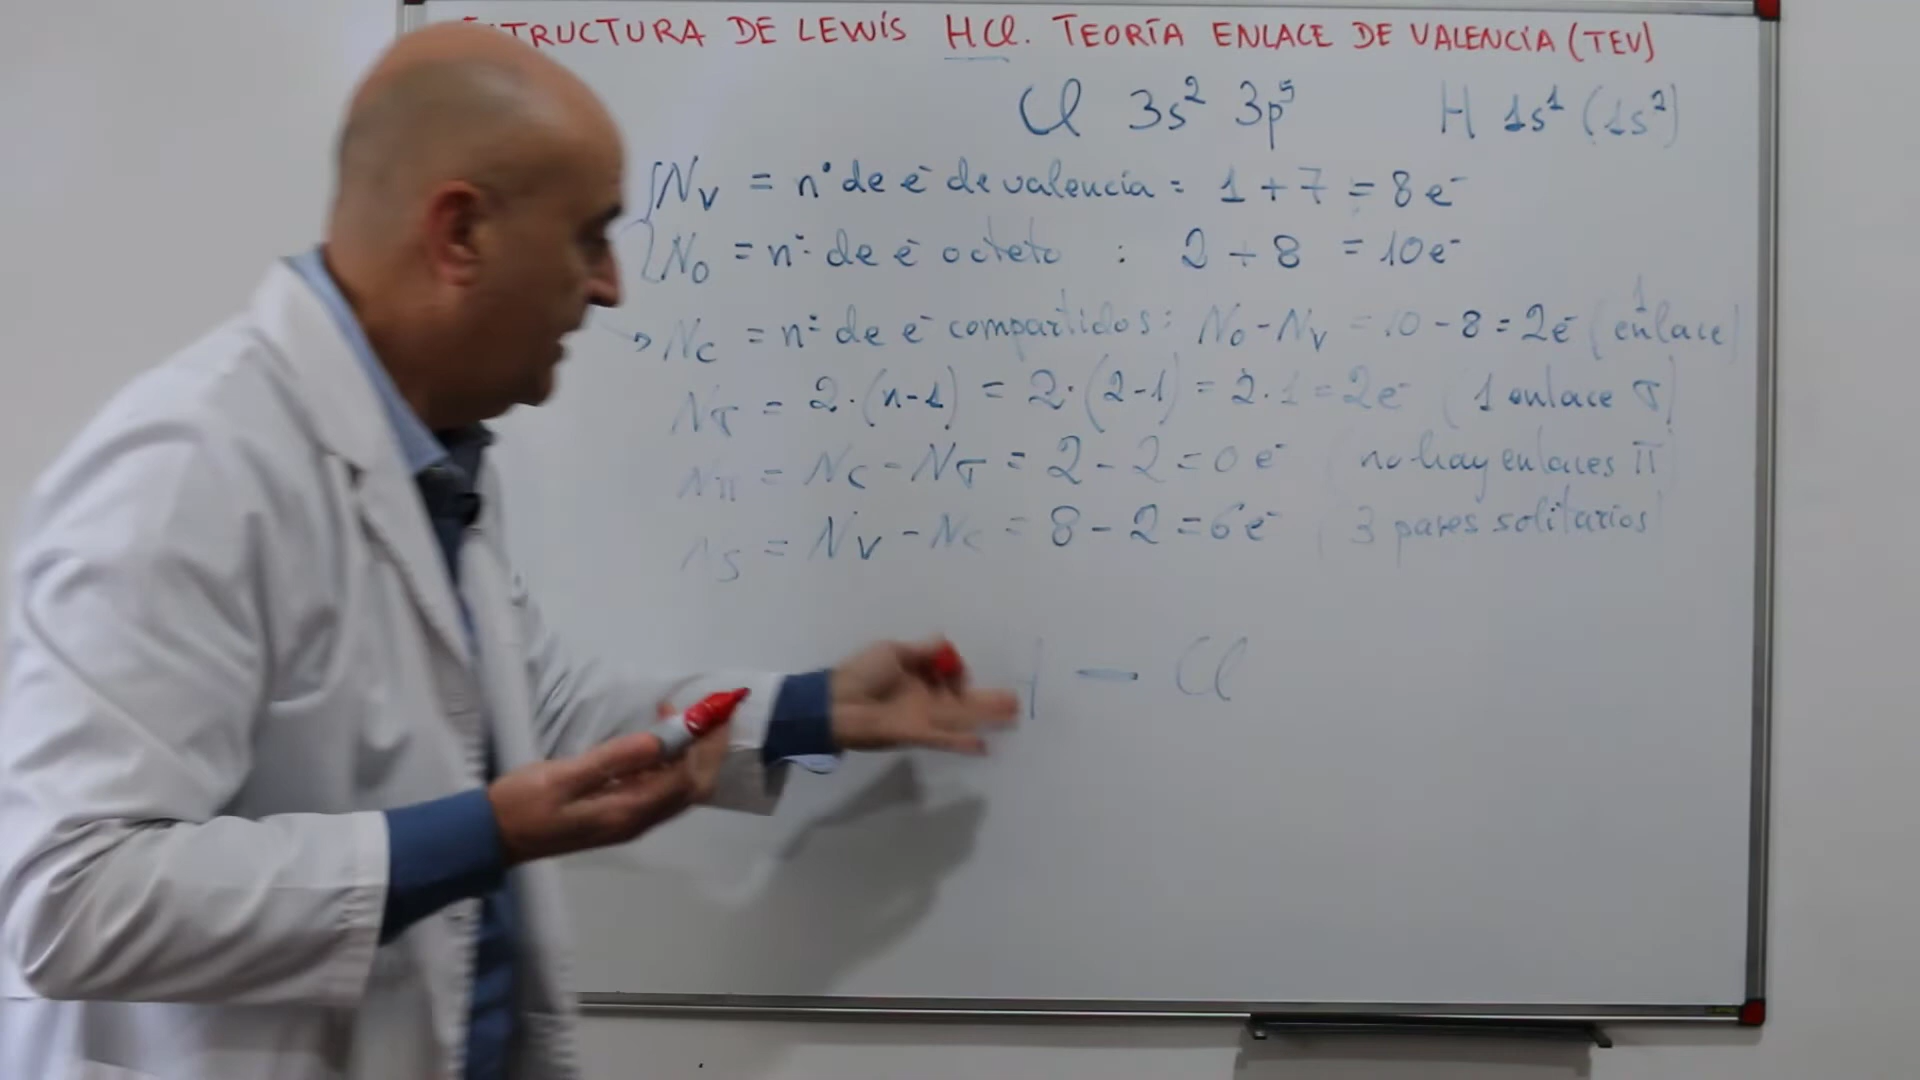 ESTRUCTURA DE LEWIS HCl. TEORÍA ENLACE DE VALENCIA (TEV)
Cl 3s² 3p⁵ H 1s¹ (1s²)
Nv = nº de e⁻ de valencia = 1 + 7 = 8 e⁻
No = nº de e⁻ octeto : 2 + 8 = 10 e⁻
→ Nc = nº de e⁻ compartidos : No - Nv = 10 - 8 = 2e⁻ (1 enlace)
Nσ = 2·(n-1) = 2·(2-1) = 2·1 = 2e⁻ (1 enlace σ)
Nπ = Nc - Nσ = 2 - 2 = 0 e⁻ (no hay enlaces π)
Ns = Nv - Nc = 8 - 2 = 6e⁻ (3 pares solitarios)
H — Cl